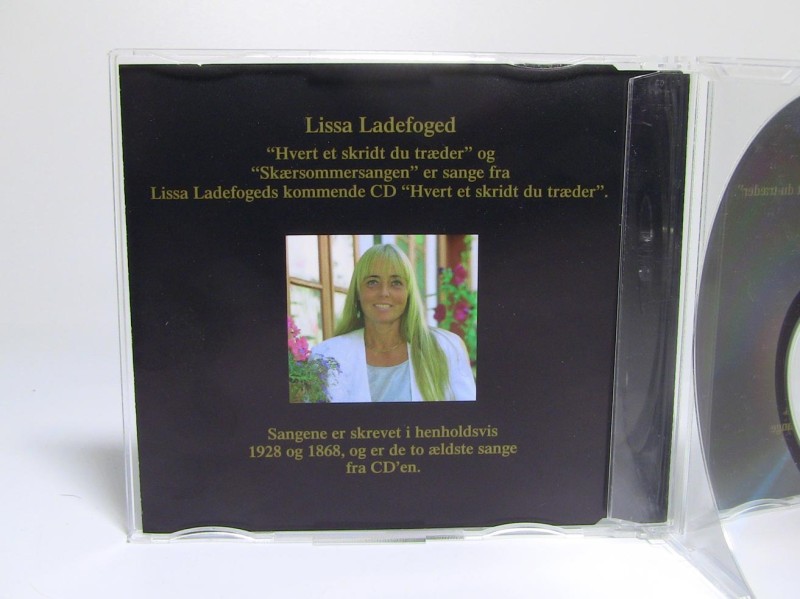 Lissa Ladefoged
“Hvert et skridt du træder” og
“Skærsommersangen” er sange fra
Lissa Ladefogeds kommende CD “Hvert et skridt du træder”.
Sangene er skrevet i henholdsvis
1928 og 1868, og er de to ældste sange
fra CD'en.